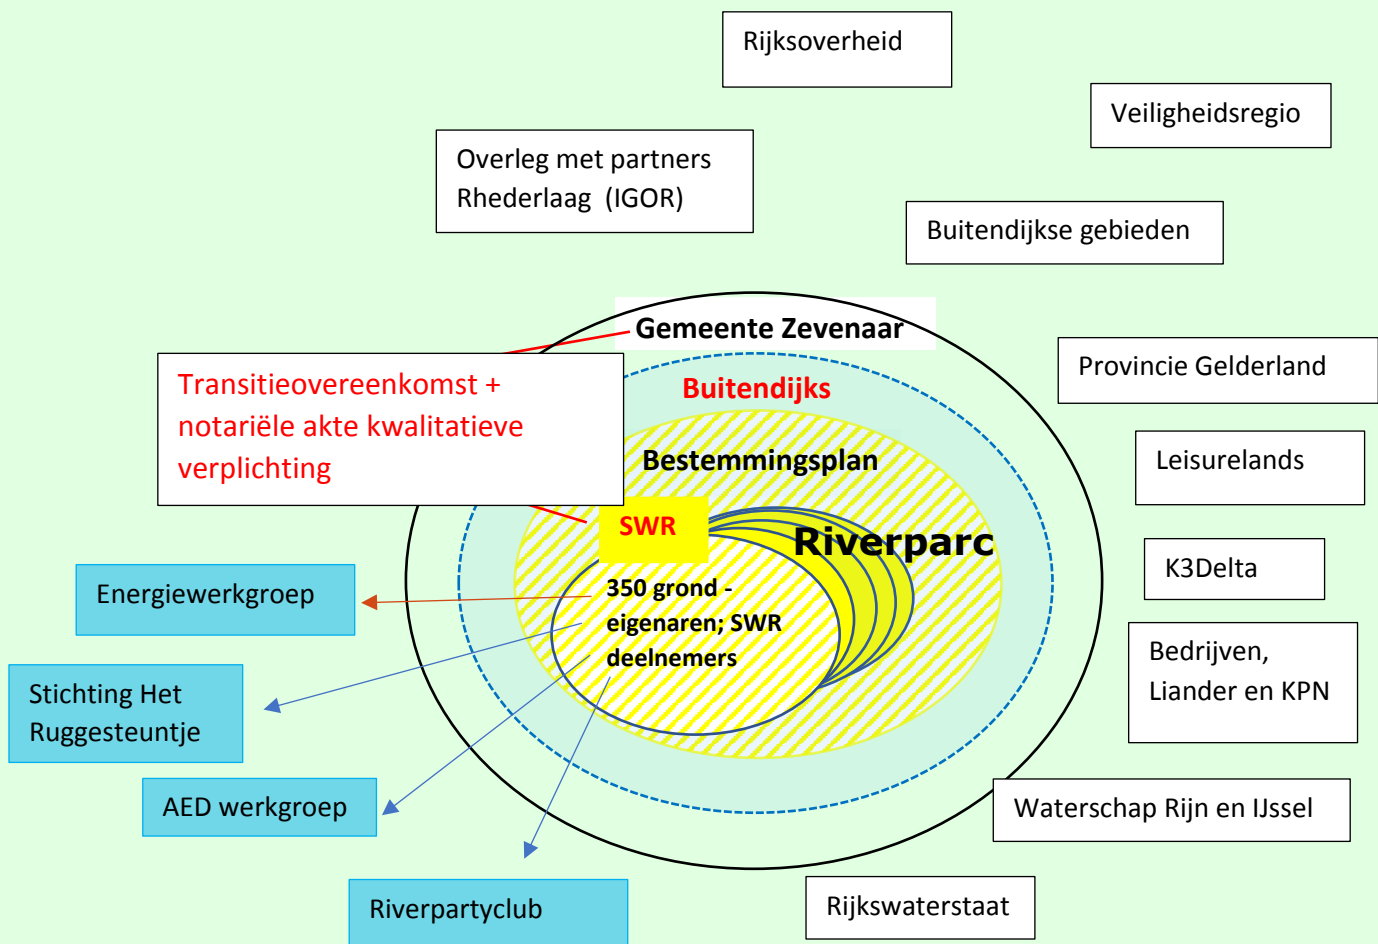 Rijksoverheid
Veiligheidsregio
Overleg met partners
Rhederlaag (IGOR)
Buitendijkse gebieden
Gemeente Zevenaar
Provincie Gelderland
Transitieovereenkomst +
notariële akte kwalitatieve
verplichting
Buitendijks
Bestemmingsplan
Leisurelands
SWR
Riverparc
K3Delta
Energiewerkgroep
350 grond -
eigenaren; SWR
deelnemers
Bedrijven,
Liander en KPN
Stichting Het
Ruggesteuntje
AED werkgroep
Waterschap Rijn en IJssel
Riverpartyclub
Rijkswaterstaat